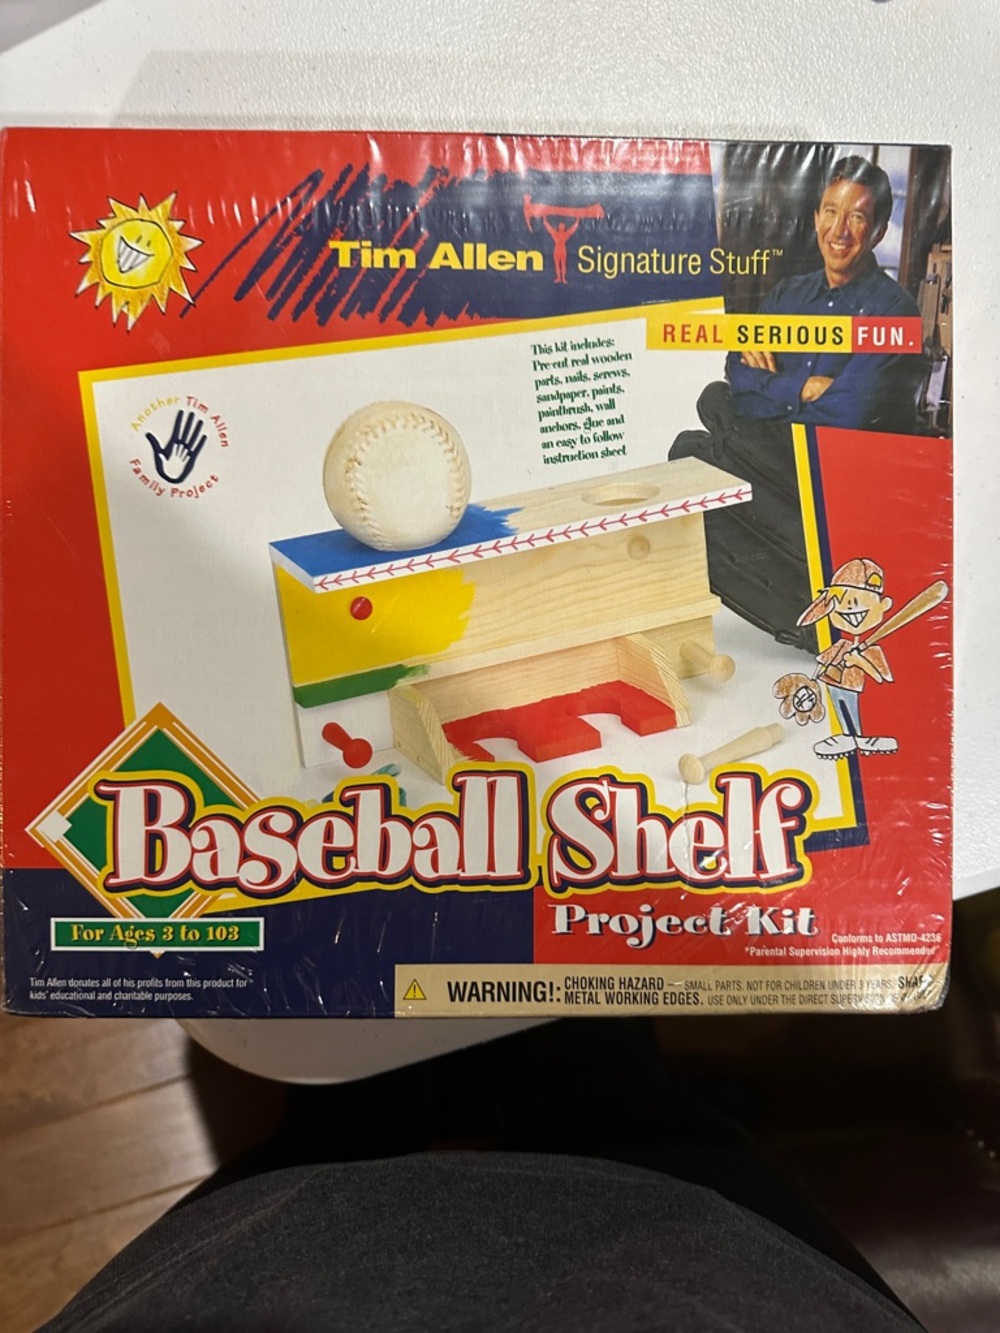 Tim Allen Signature Stuff™
REAL SERIOUS FUN.
Another Tim Allen
Family Project
This kit includes:
Pre-cut real wooden
parts, nails, screws,
sandpaper, paints,
paintbrush, wall
anchors, glue and
an easy to follow
instruction sheet
Baseball Shelf
Project Kit
For Ages 3 to 103
Conforms to ASTMD-4236
*Parental Supervision Highly Recommended
Tim Allen donates all of his profits from this product for
kids' educational and charitable purposes.
WARNING!: CHOKING HAZARD — SMALL PARTS. NOT FOR CHILDREN UNDER 3 YEARS.
METAL WORKING EDGES. USE ONLY UNDER THE DIRECT SUPERVISION